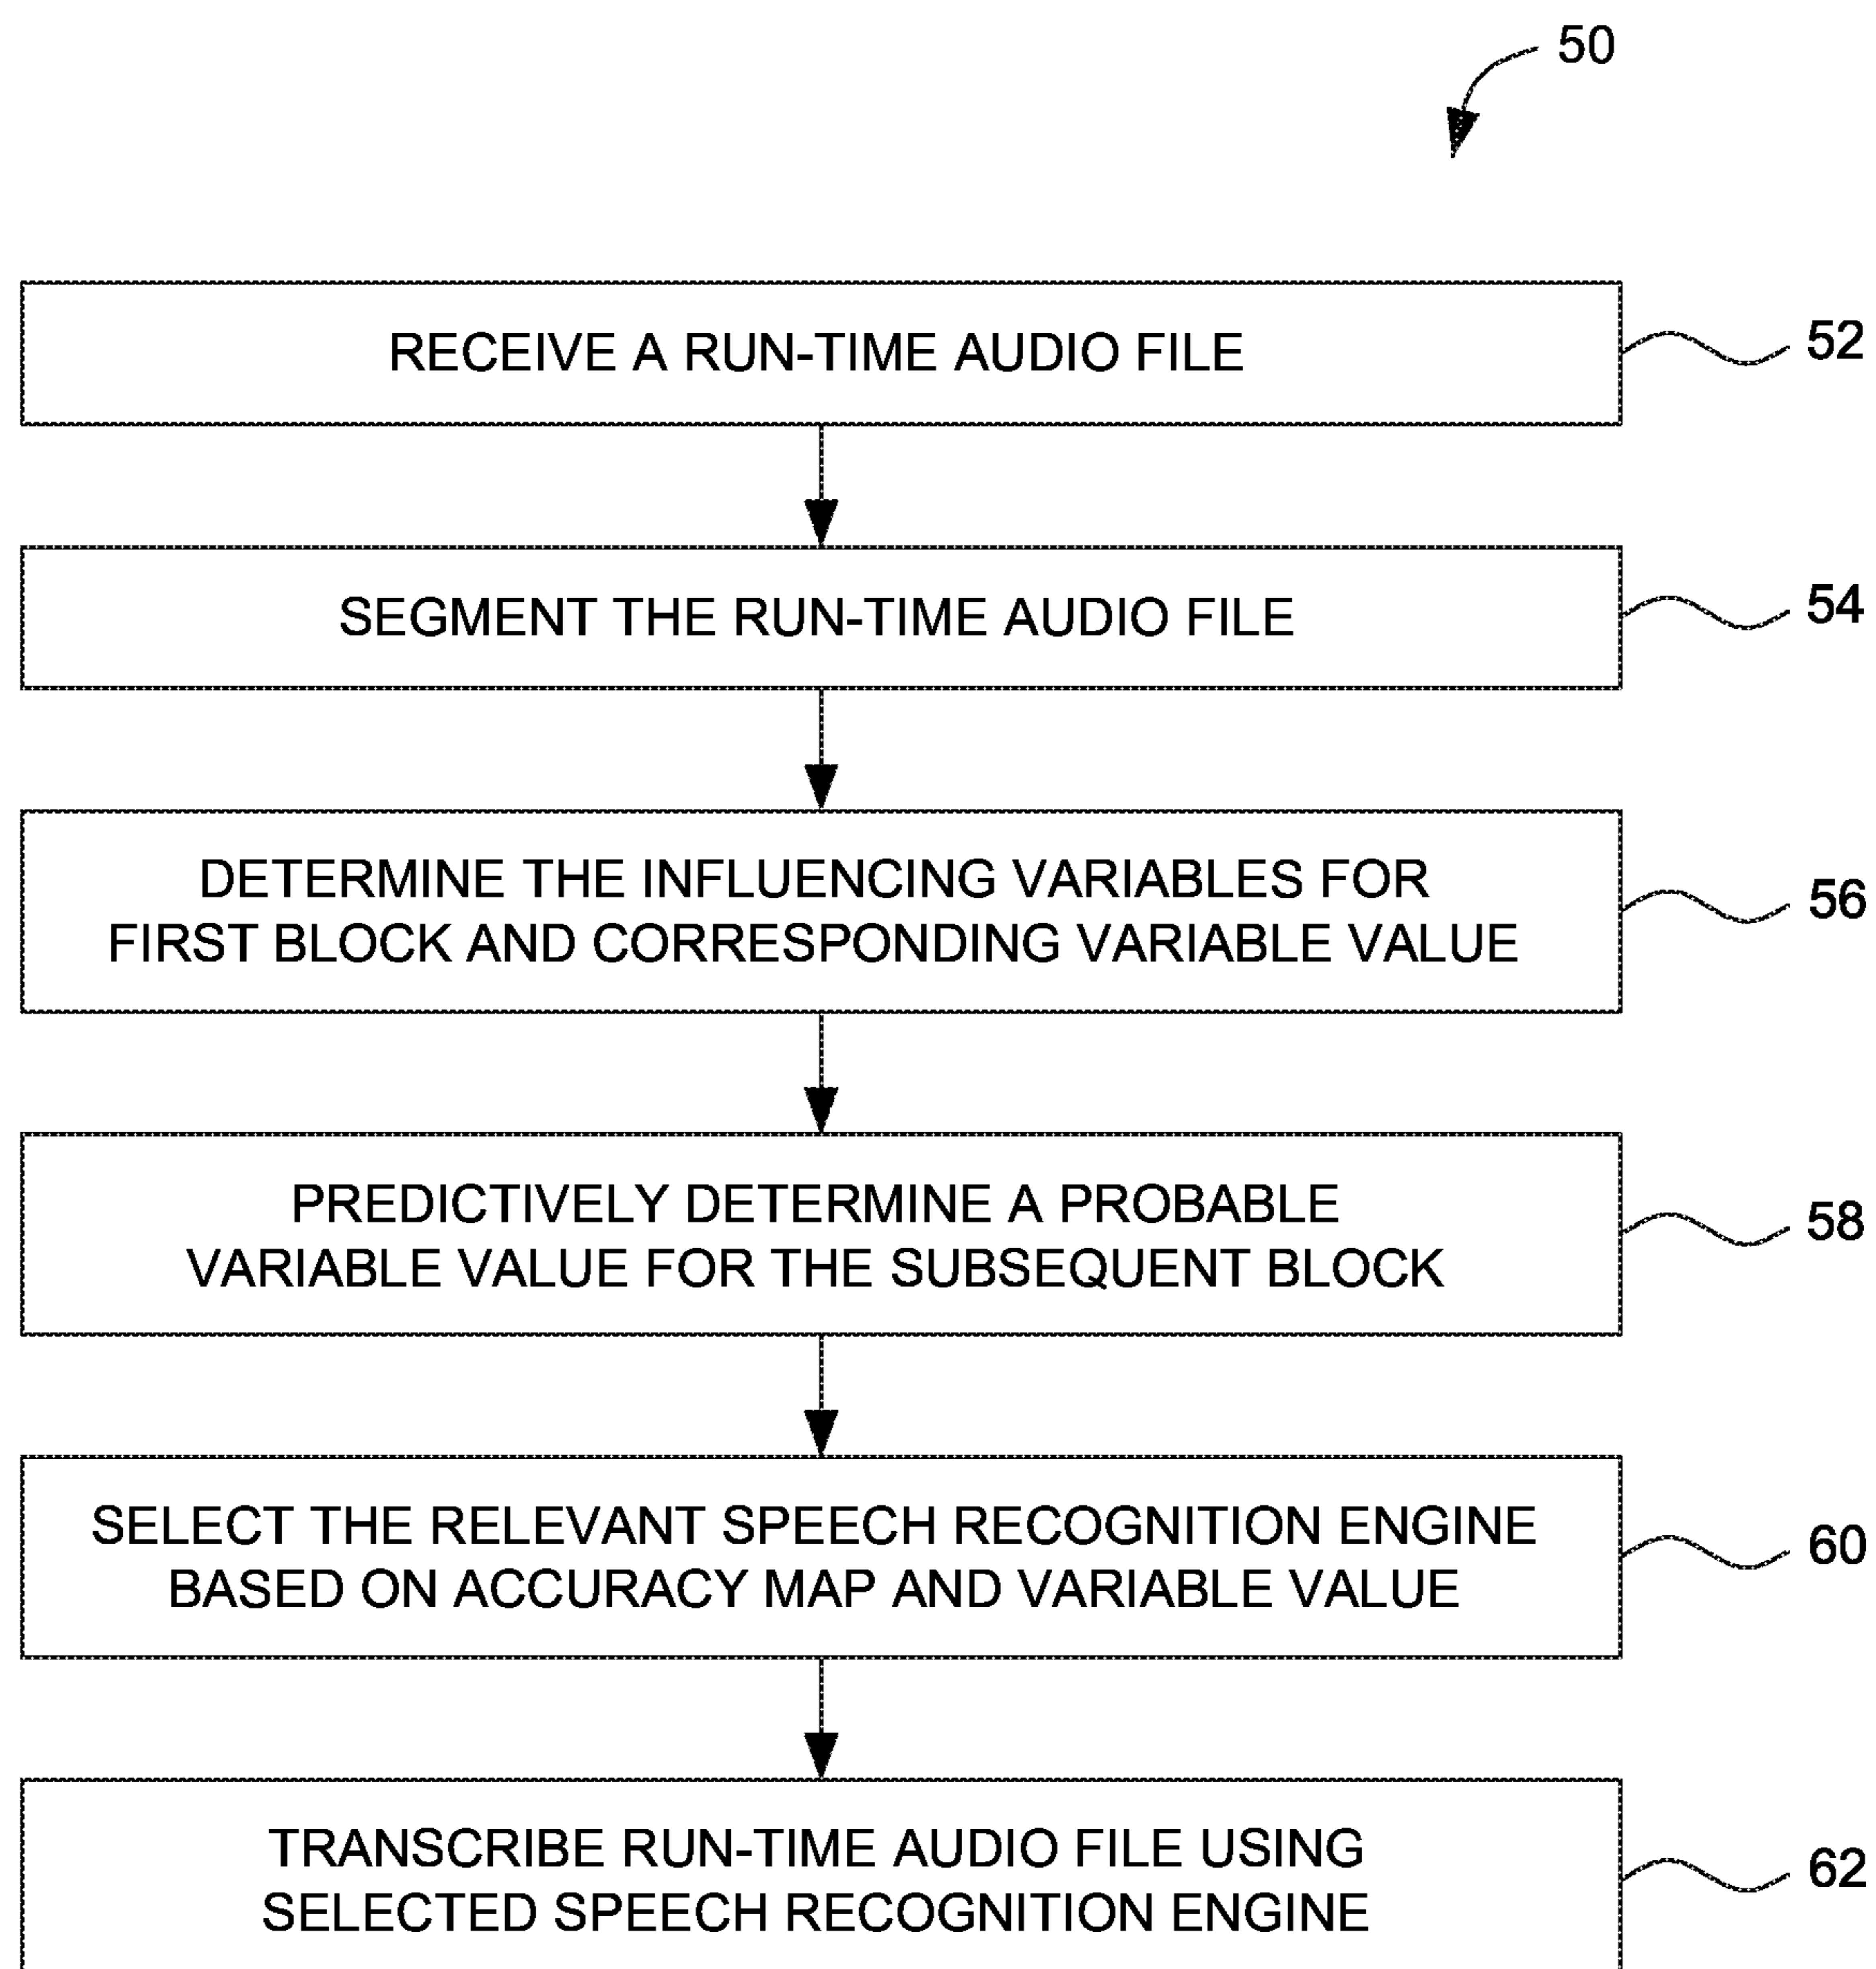 50
RECEIVE A RUN-TIME AUDIO FILE
52
SEGMENT THE RUN-TIME AUDIO FILE
54
DETERMINE THE INFLUENCING VARIABLES FOR
FIRST BLOCK AND CORRESPONDING VARIABLE VALUE
56
PREDICTIVELY DETERMINE A PROBABLE
VARIABLE VALUE FOR THE SUBSEQUENT BLOCK
58
SELECT THE RELEVANT SPEECH RECOGNITION ENGINE
BASED ON ACCURACY MAP AND VARIABLE VALUE
60
TRANSCRIBE RUN-TIME AUDIO FILE USING
SELECTED SPEECH RECOGNITION ENGINE
62